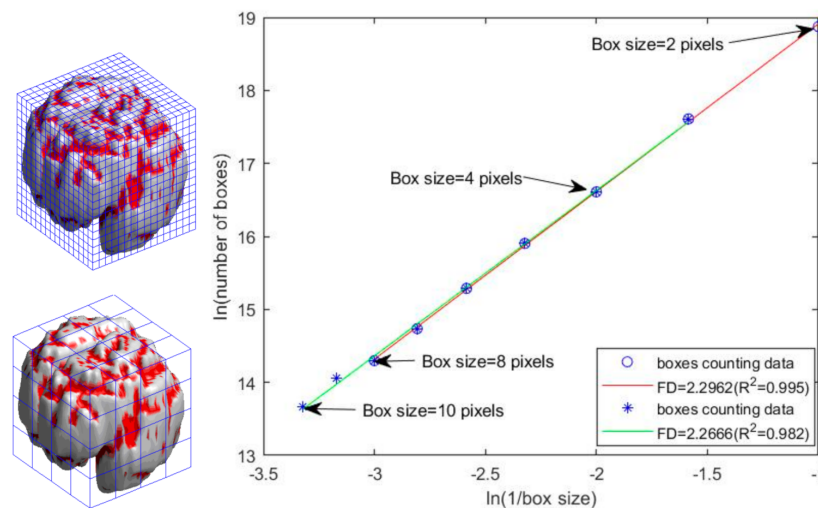 19
18
17
16
15
14
13
ln(number of boxes)
Box size=2 pixels
Box size=4 pixels
Box size=8 pixels
Box size=10 pixels
boxes counting data
FD=2.2962(R²=0.995)
boxes counting data
FD=2.2666(R²=0.982)
-3.5 -3 -2.5 -2 -1.5
ln(1/box size)